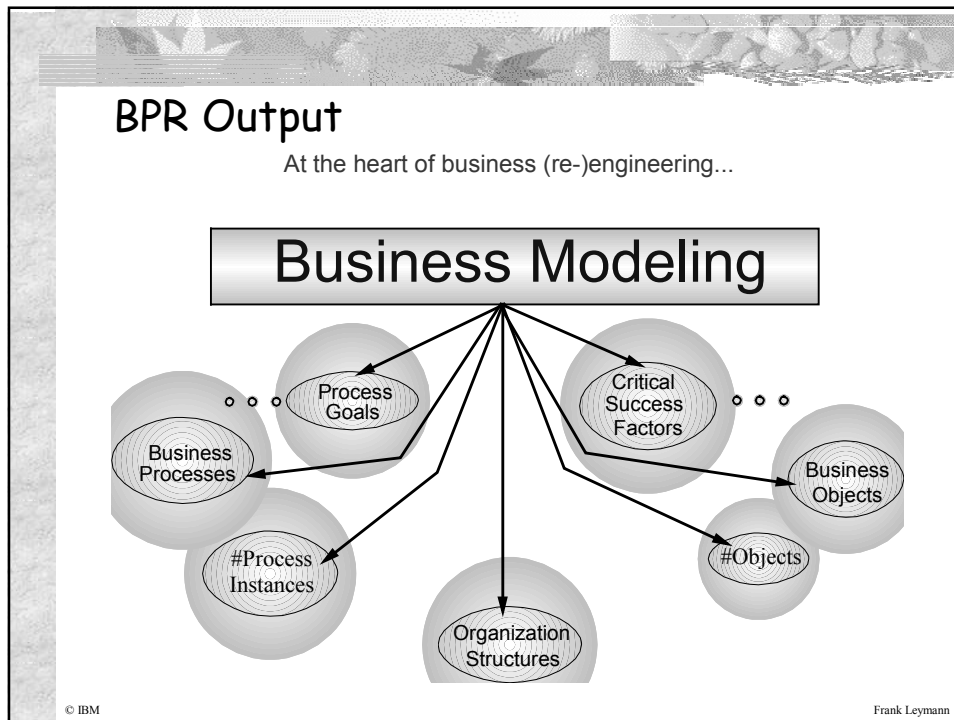 BPR Output
At the heart of business (re-)engineering...
Business Modeling
Process
Goals
Critical
Success
Factors
Business
Processes
Business
Objects
#Process
Instances
#Objects
Organization
Structures
© IBM
Frank Leymann